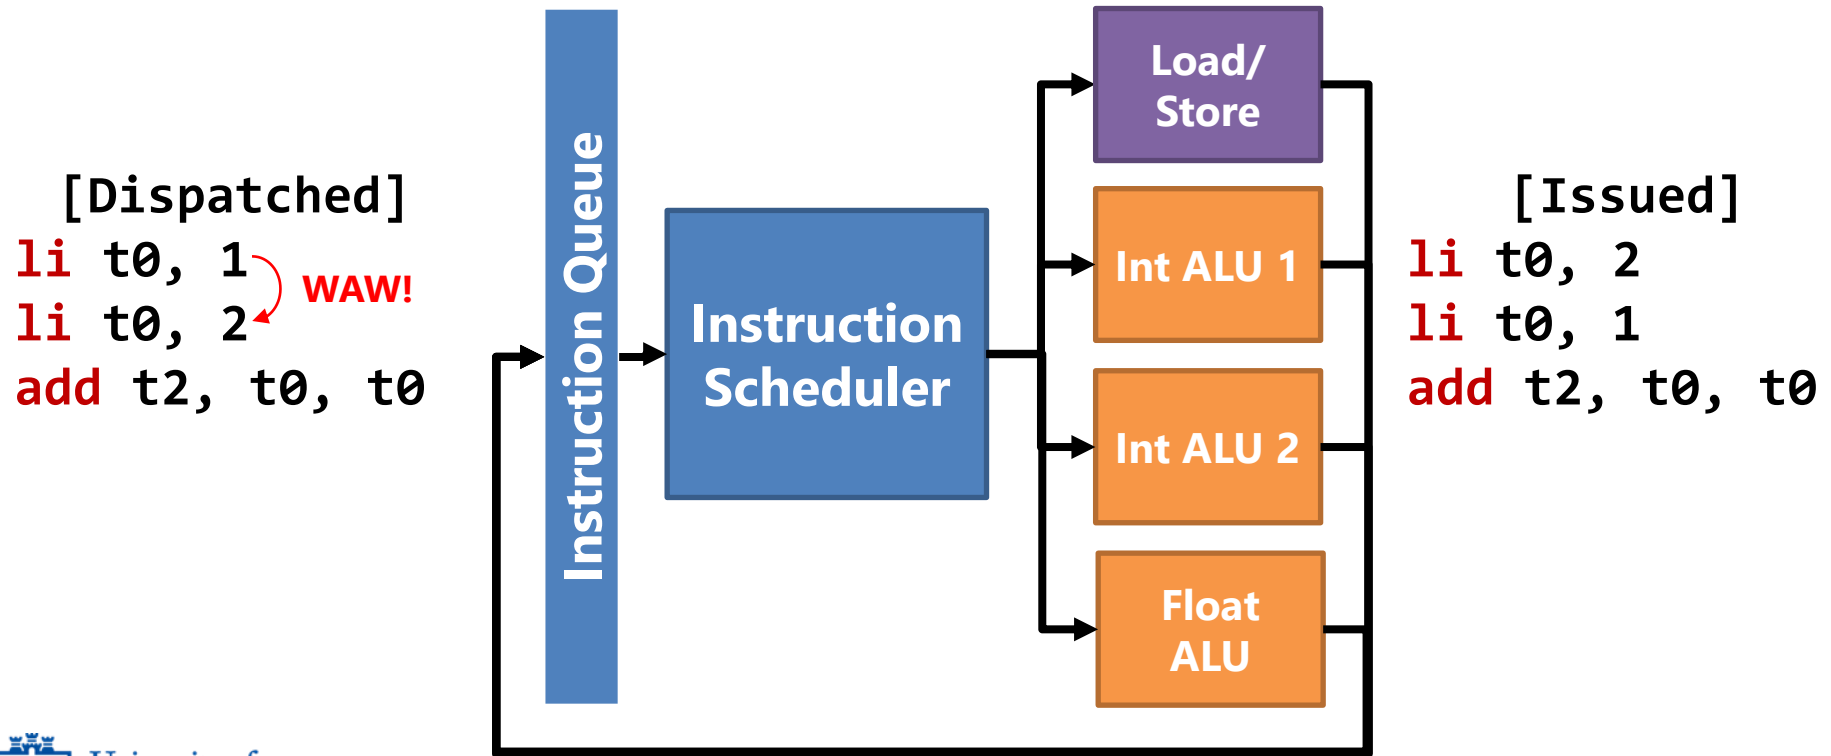 [Dispatched]
li t0, 1
li t0, 2
add t2, t0, t0
WAW!
Instruction Queue
Instruction
Scheduler
Load/
Store
Int ALU 1
Int ALU 2
Float
ALU
[Issued]
li t0, 2
li t0, 1
add t2, t0, t0